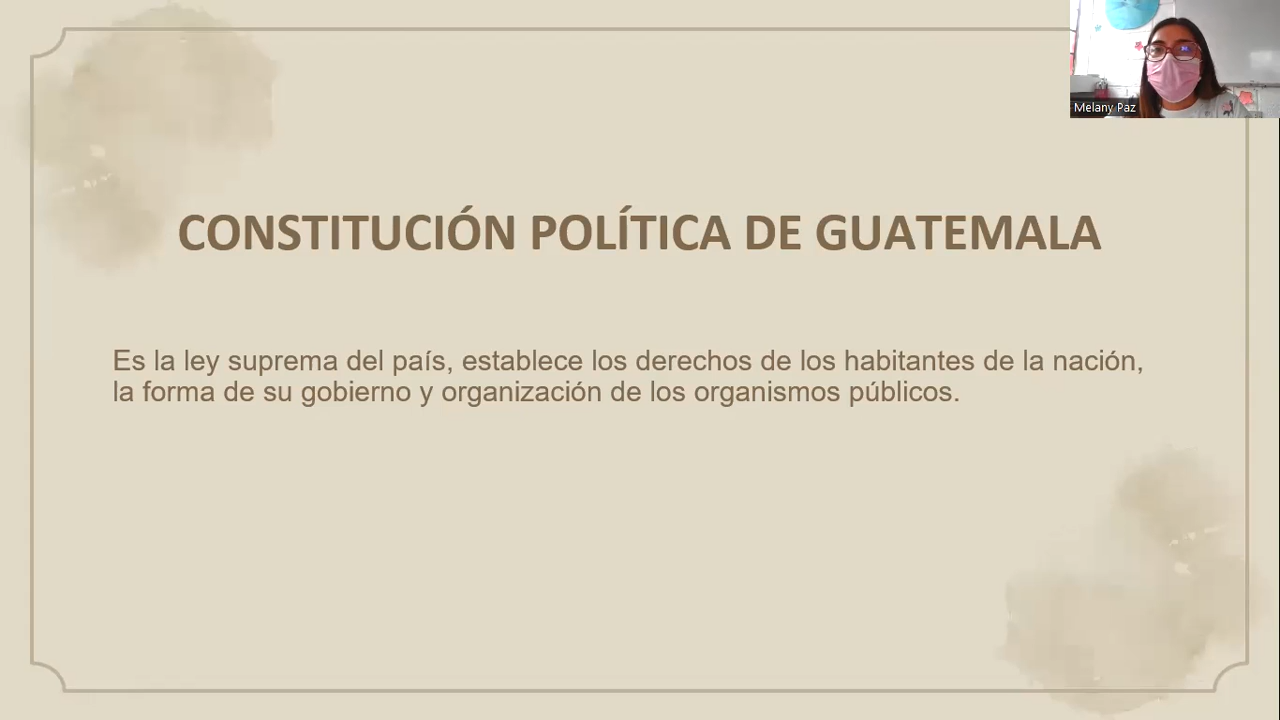 Melany Paz
CONSTITUCIÓN POLÍTICA DE GUATEMALA
Es la ley suprema del país, establece los derechos de los habitantes de la nación,
la forma de su gobierno y organización de los organismos públicos.